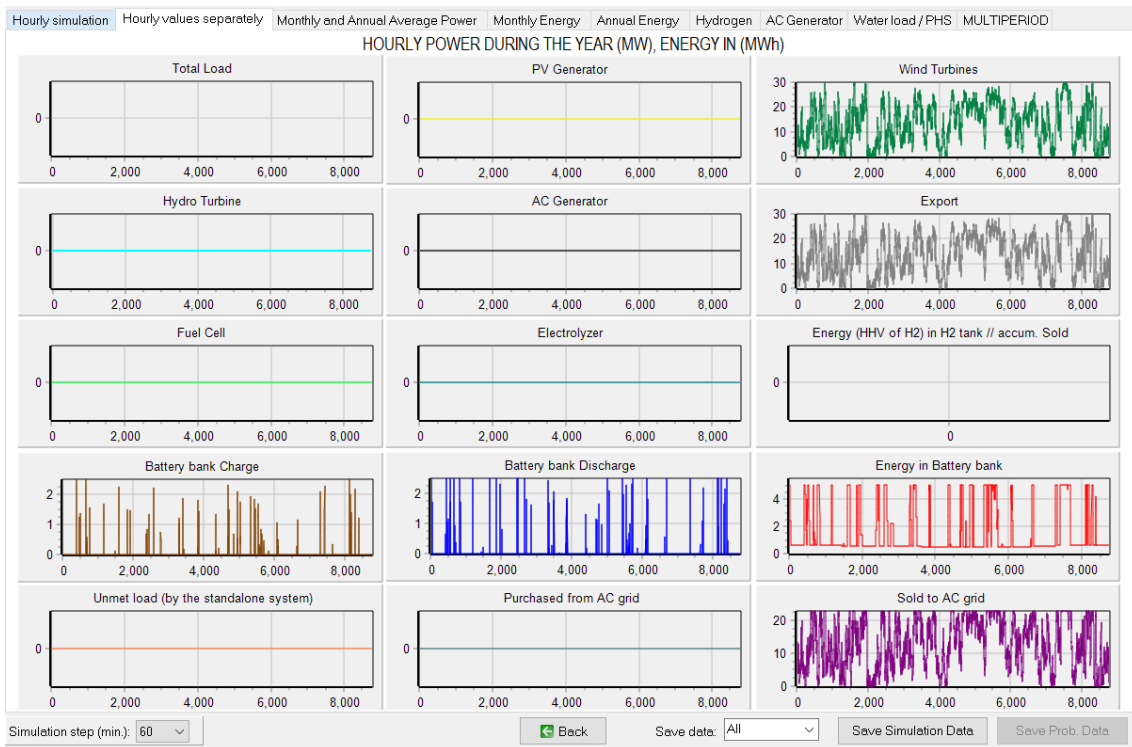 Hourly simulation Hourly values separately Monthly and Annual Average Power Monthly Energy Annual Energy Hydrogen AC Generator Water load / PHS MULTIPERIOD
HOURLY POWER DURING THE YEAR (MW), ENERGY IN (MWh)
Total Load
0
0 2,000 4,000 6,000 8,000
PV Generator
0
0 2,000 4,000 6,000 8,000
Wind Turbines
30
20
10
0
0 2,000 4,000 6,000 8,000
Hydro Turbine
0
0 2,000 4,000 6,000 8,000
AC Generator
0
0 2,000 4,000 6,000 8,000
Export
30
20
10
0
0 2,000 4,000 6,000 8,000
Fuel Cell
0
0 2,000 4,000 6,000 8,000
Electrolyzer
0
0 2,000 4,000 6,000 8,000
Energy (HHV of H2) in H2 tank // accum. Sold
0
0
Battery bank Charge
2
1
0
0 2,000 4,000 6,000 8,000
Battery bank Discharge
2
1
0
0 2,000 4,000 6,000 8,000
Energy in Battery bank
4
2
0
0 2,000 4,000 6,000 8,000
Unmet load (by the standalone system)
0
0 2,000 4,000 6,000 8,000
Purchased from AC grid
0
0 2,000 4,000 6,000 8,000
Sold to AC grid
20
10
0
0 2,000 4,000 6,000 8,000
Simulation step (min.): 60 Back Save data: All Save Simulation Data Save Prob. Data